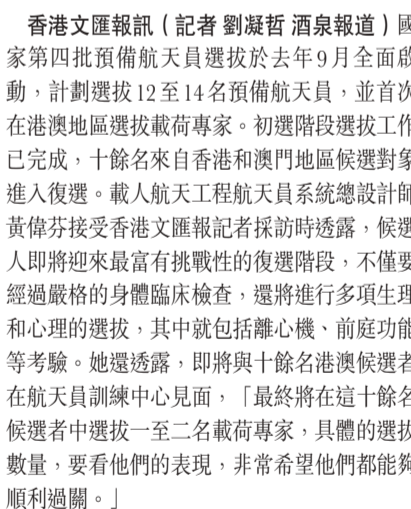 香港文匯報訊（記者 劉凝哲 酒泉報道）國
家第四批預備航天員選拔於去年9月全面啟
動，計劃選拔12至14名預備航天員，並首次
在港澳地區選拔載荷專家。初選階段選拔工作
已完成，十餘名來自香港和澳門地區候選對象
進入復選。載人航天工程航天員系統總設計師
黃偉芬接受香港文匯報記者採訪時透露，候選
人即將迎來最富有挑戰性的復選階段，不僅要
經過嚴格的身體臨床檢查，還將進行多項生理
和心理的選拔，其中就包括離心機、前庭功能
等考驗。她還透露，即將與十餘名港澳候選者
在航天員訓練中心見面，「最終將在這十餘名
候選者中選拔一至二名載荷專家，具體的選拔
數量，要看他們的表現，非常希望他們都能夠
順利過關。」